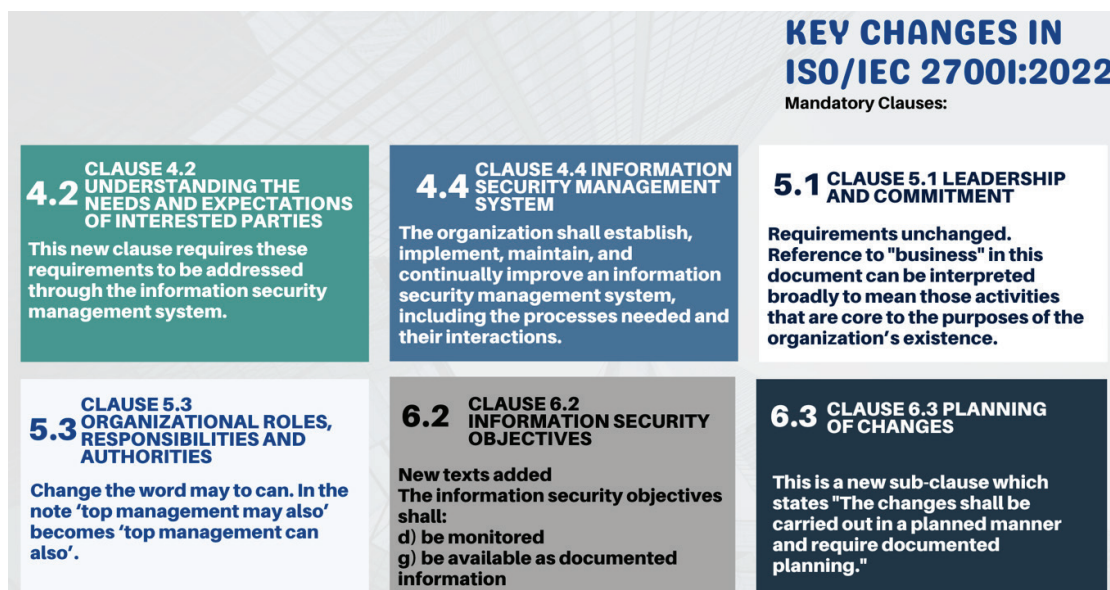 KEY CHANGES IN
ISO/IEC 27001:2022
Mandatory Clauses:
4.2
CLAUSE 4.2
UNDERSTANDING THE
NEEDS AND EXPECTATIONS
OF INTERESTED PARTIES
This new clause requires these
requirements to be addressed
through the information security
management system.
4.4
CLAUSE 4.4 INFORMATION
SECURITY MANAGEMENT
SYSTEM
The organization shall establish,
implement, maintain, and
continually improve an information
security management system,
including the processes needed and
their interactions.
5.1
CLAUSE 5.1 LEADERSHIP
AND COMMITMENT
Requirements unchanged.
Reference to "business" in this
document can be interpreted
broadly to mean those activities
that are core to the purposes of the
organization’s existence.
5.3
CLAUSE 5.3
ORGANIZATIONAL ROLES,
RESPONSIBILITIES AND
AUTHORITIES
Change the word may to can. In the
note ‘top management may also’
becomes ‘top management can
also’.
6.2
CLAUSE 6.2
INFORMATION SECURITY
OBJECTIVES
New texts added
The information security objectives
shall:
d) be monitored
g) be available as documented
information
6.3
CLAUSE 6.3 PLANNING
OF CHANGES
This is a new sub-clause which
states "The changes shall be
carried out in a planned manner
and require documented
planning."